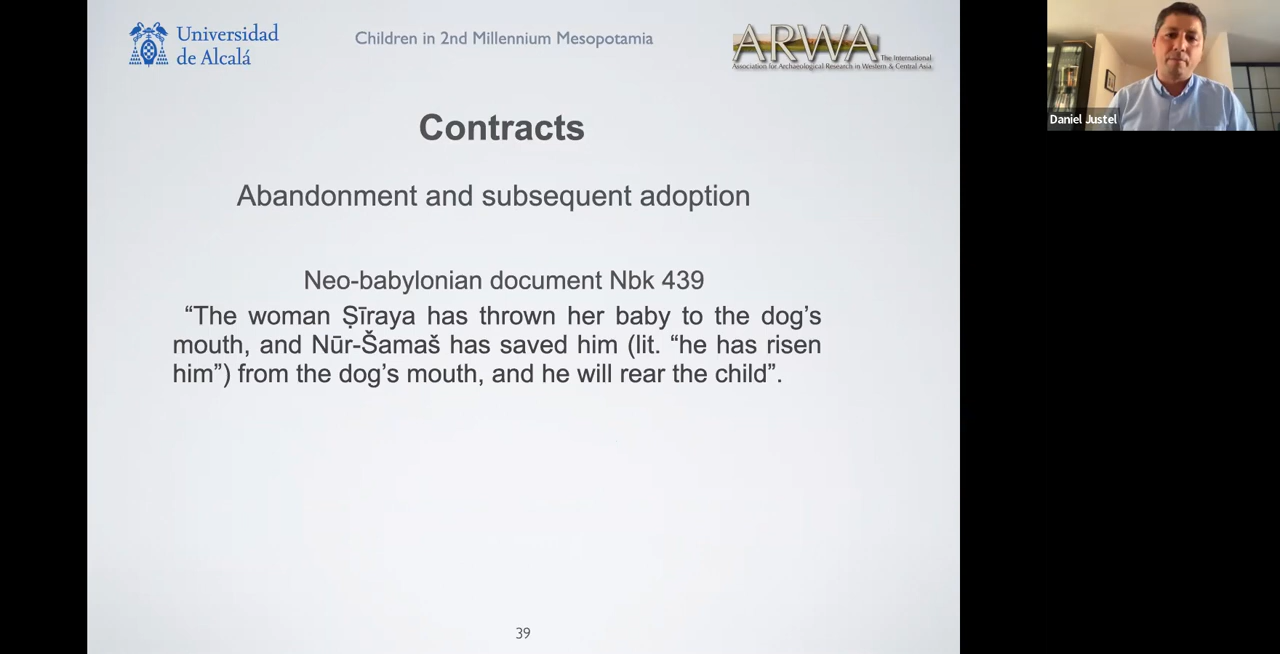 Universidad
de Alcalá
Children in 2nd Millennium Mesopotamia
ARWA
The International
Association for Archaeological Research in Western & Central Asia
Daniel Justel
Contracts
Abandonment and subsequent adoption
Neo-babylonian document Nbk 439
“The woman Ṣīraya has thrown her baby to the dog’s
mouth, and Nūr-Šamaš has saved him (lit. “he has risen
him”) from the dog’s mouth, and he will rear the child”.
39